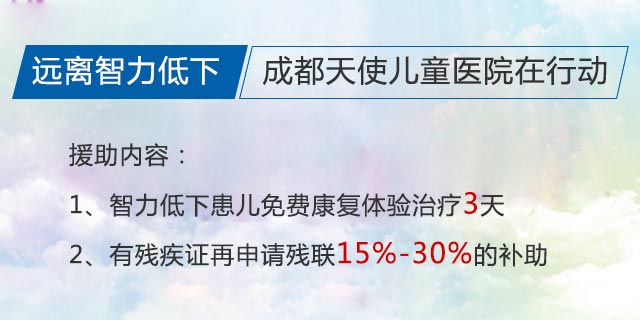 远离智力低下 成都天使儿童医院在行动
援助内容：
1、智力低下患儿免费康复体验治疗3天
2、有残疾证再申请残联15%-30%的补助